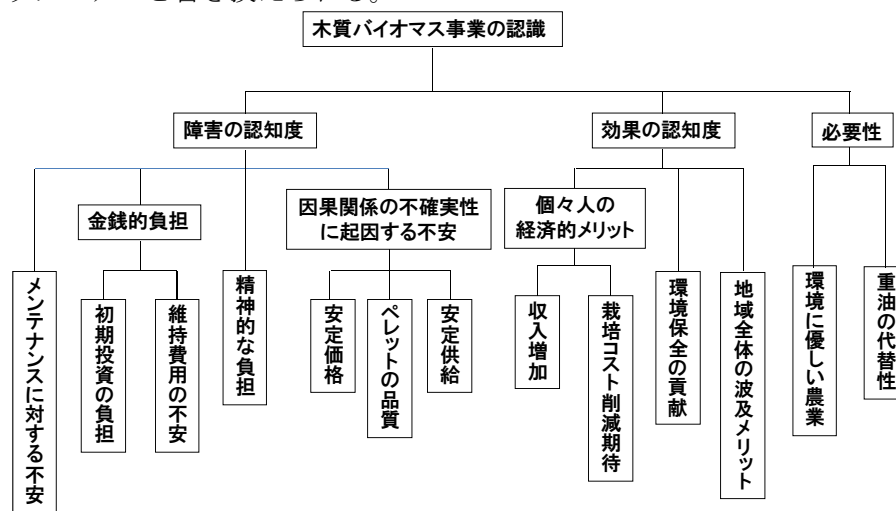 木質バイオマス事業の認識
障害の認知度
効果の認知度
必要性
金銭的負担
因果関係の不確実性
に起因する不安
個々人の
経済的メリット
メンテナンスに対する不安
初期投資の負担
維持費用の不安
精神的な負担
安定価格
ペレットの品質
安定供給
収入増加
栽培コスト削減期待
環境保全の貢献
地域全体の波及メリット
環境に優しい農業
重油の代替性